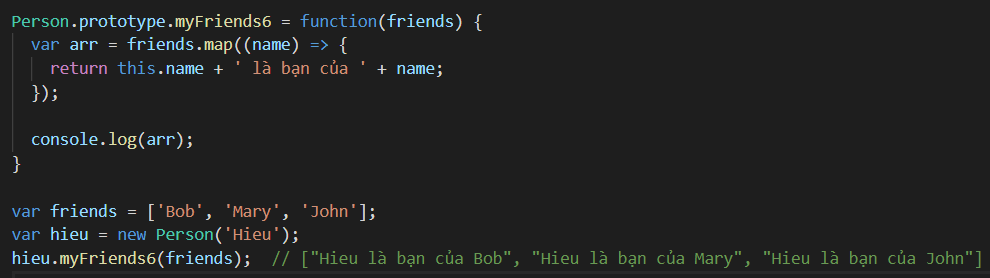 Person.prototype.myFriends6 = function(friends) {
  var arr = friends.map((name) => {
    return this.name + ' là bạn của ' + name;
  });

  console.log(arr);
}

var friends = ['Bob', 'Mary', 'John'];
var hieu = new Person('Hieu');
hieu.myFriends6(friends);  // ["Hieu là bạn của Bob", "Hieu là bạn của Mary", "Hieu là bạn của John"]